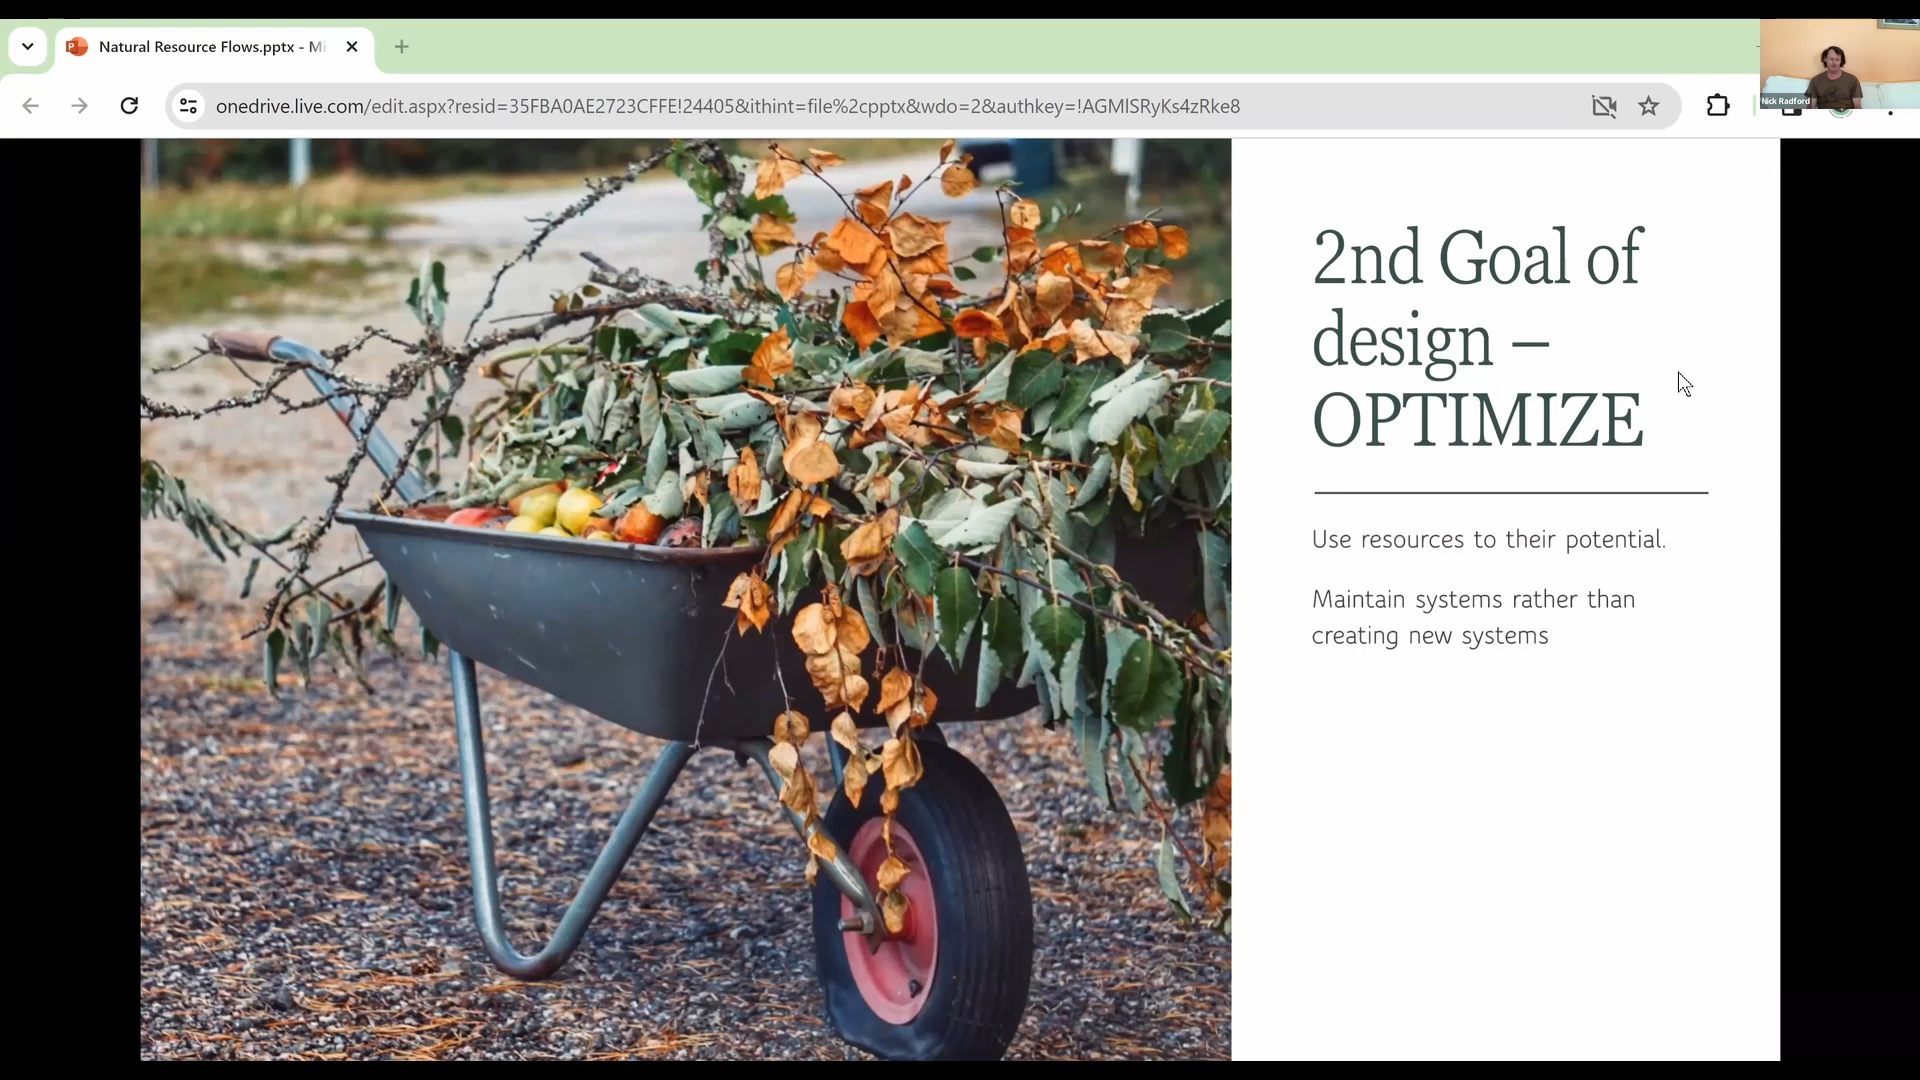 Natural Resource Flows.pptx - Mi
onedrive.live.com/edit.aspx?resid=35FBA0AE2723CFFE!24405&ithint=file%2cpptx&wdo=2&authkey=!AGMlSRyKs4zRke8
Nick Radford
2nd Goal of
design –
OPTIMIZE
Use resources to their potential.
Maintain systems rather than
creating new systems